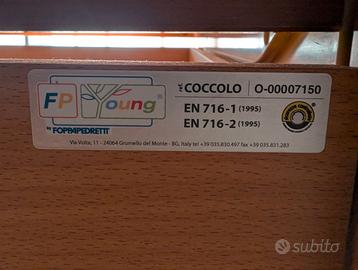 FP Young®
by FOPPAPEDRETTI
ref. COCCOLO O-00007150
EN 716-1 (1995)
EN 716-2 (1995)
Via Volta, 11 - 24064 Grumello del Monte - BG, Italy tel +39 035.830.497 fax +39 035.831.283
subito